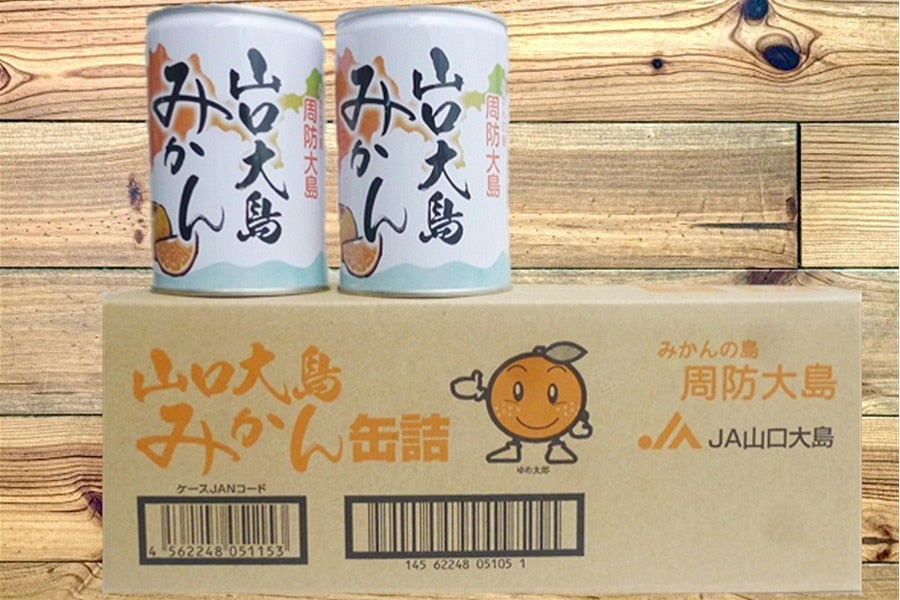 山口大島
みかん
周防大島
山口大島
みかん
周防大島
山口大島
みかん缶詰
ゆめ太郎
みかんの島
周防大島
JA JA山口大島
ケースJANコード
4 562248 051153
145 62248 05105 1